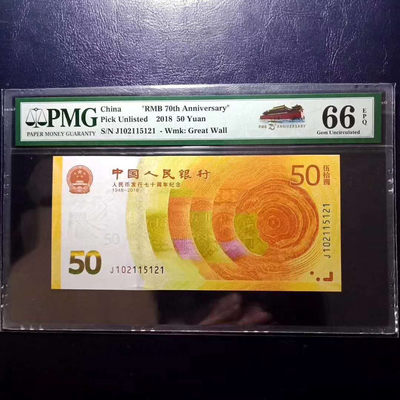 PMG
PAPER MONEY GUARANTY
China "RMB 70th Anniversary"
Pick Unlisted 2018 50 Yuan
S/N J102115121 - Wmk: Great Wall
66
EPQ
Gem Uncirculated
中国人民银行
人民币发行七十周年纪念
1948-2018
50
伍拾圆
50
J102115121
J102115121